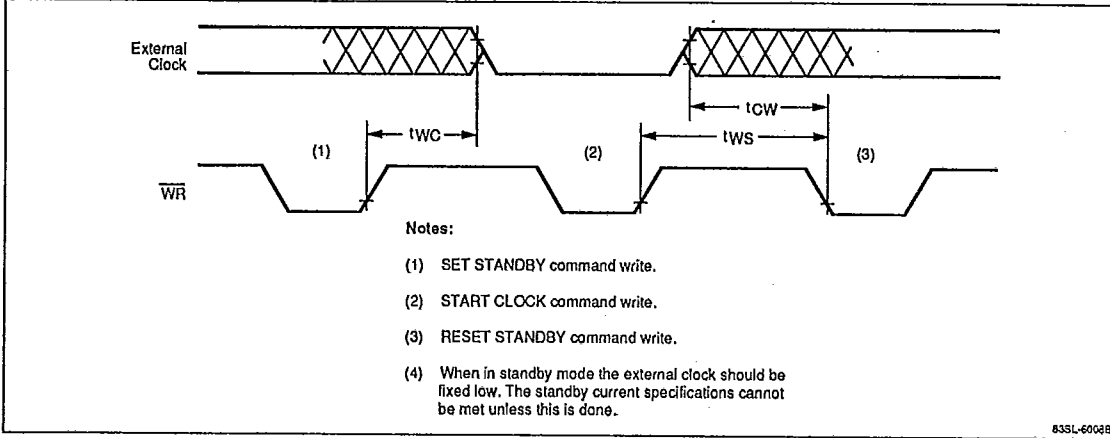 External
Clock
tCW
tWC
tWS
(1)
(2)
(3)
WR
Notes:
(1) SET STANDBY command write.
(2) START CLOCK command write.
(3) RESET STANDBY command write.
(4) When in standby mode the external clock should be
fixed low. The standby current specifications cannot
be met unless this is done.
83SL-6008B